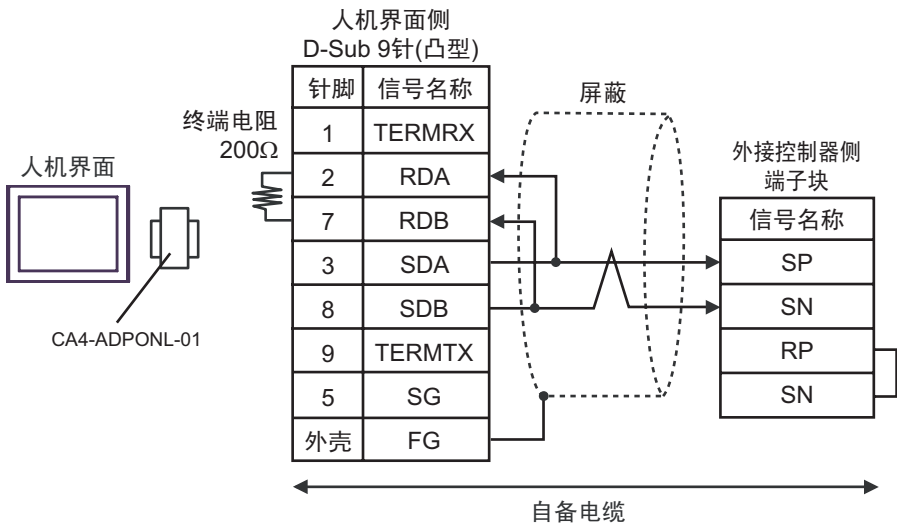 人机界面侧
D-Sub 9针(凸型)
针脚 信号名称
1 TERMRX
2 RDA
7 RDB
3 SDA
8 SDB
9 TERMTX
5 SG
外壳 FG
终端电阻
200Ω
人机界面
CA4-ADPONL-01
屏蔽
外接控制器侧
端子块
信号名称
SP
SN
RP
SN
自备电缆